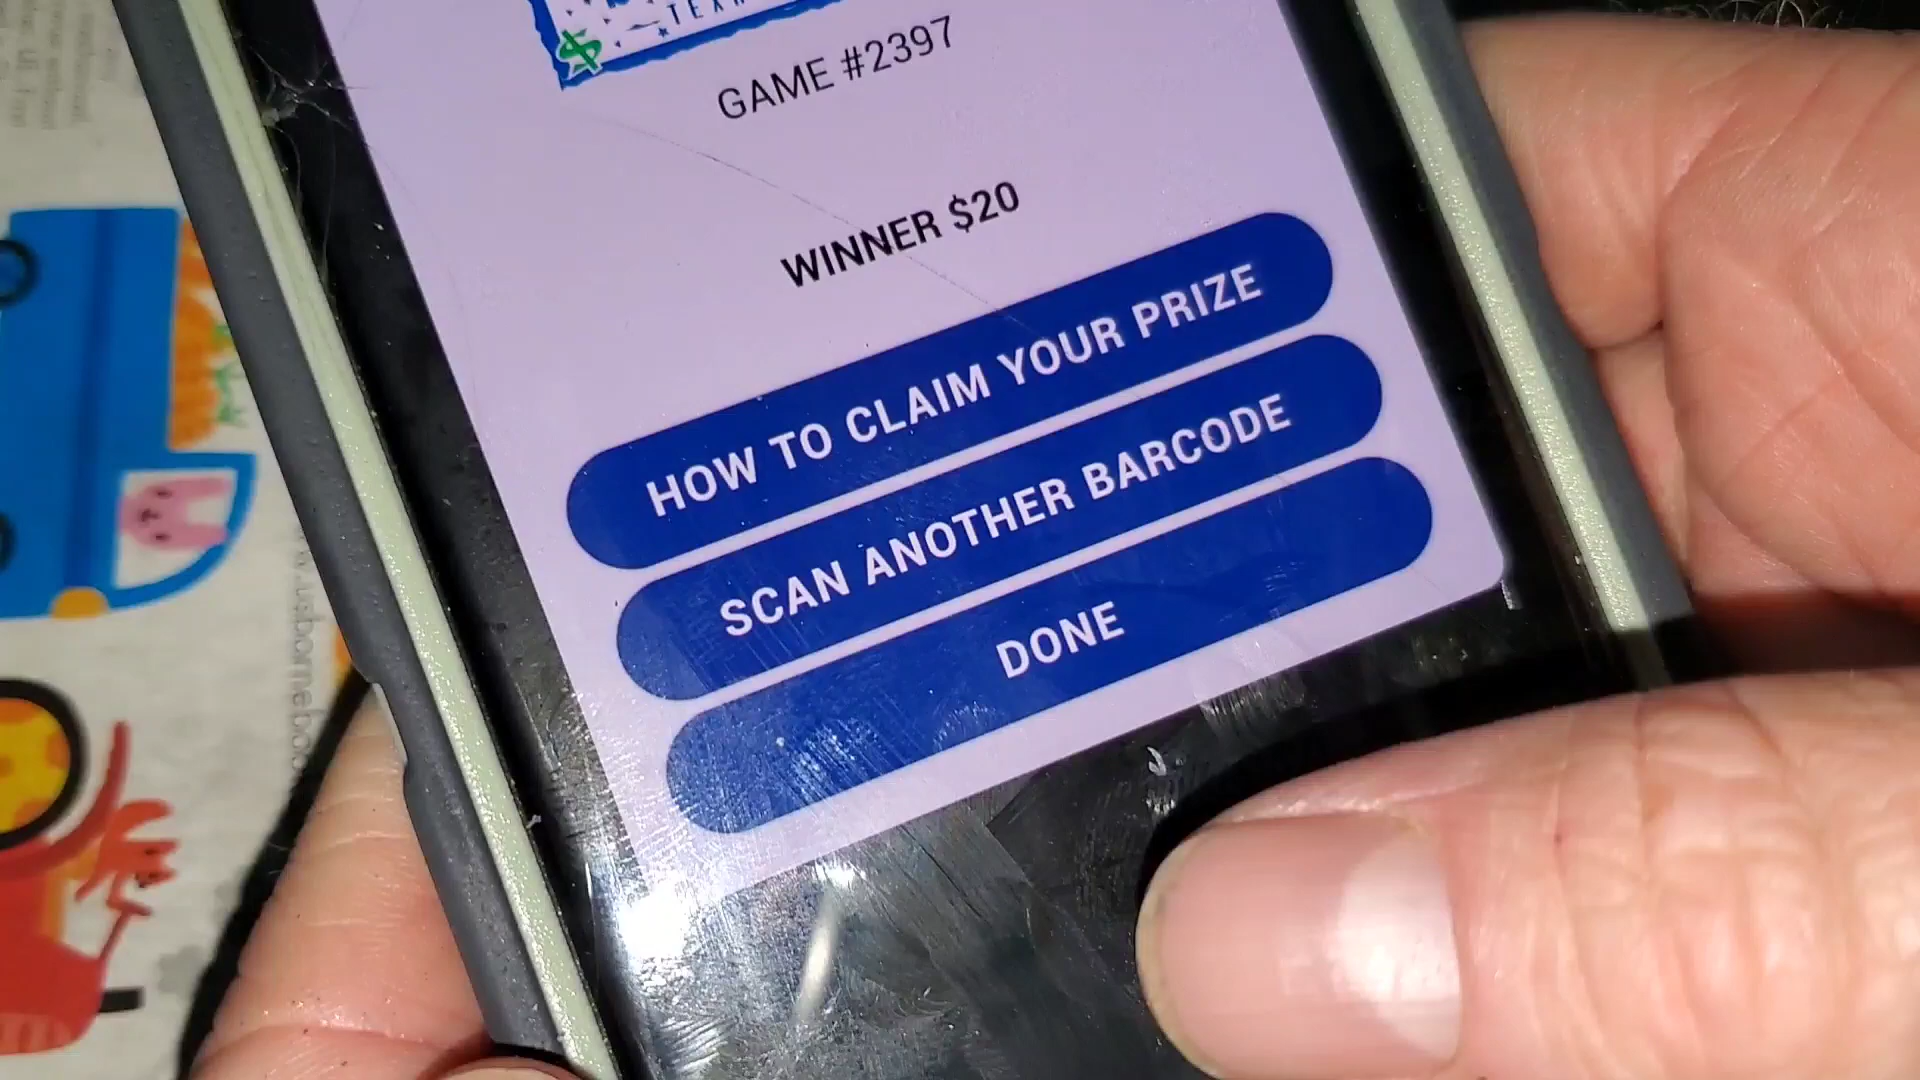 GAME #2397
WINNER $20
HOW TO CLAIM YOUR PRIZE
SCAN ANOTHER BARCODE
DONE